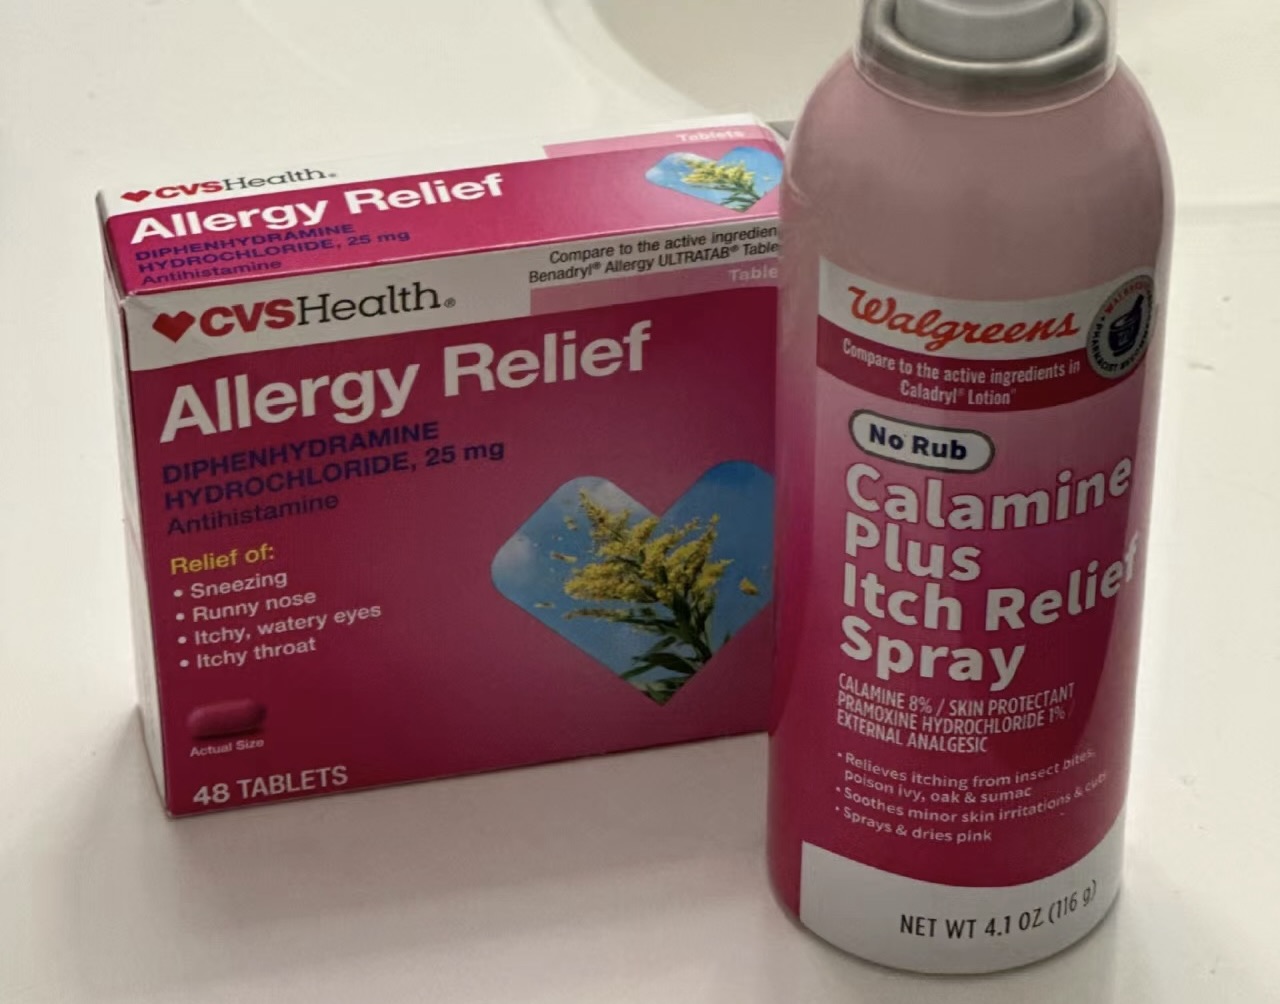 Tablets
CVSHealth®
Allergy Relief
DIPHENHYDRAMINE
HYDROCHLORIDE, 25 mg
Antihistamine
Compare to the active ingredien
Benadryl® Allergy ULTRATAB® Table
Table
CVSHealth®
Allergy Relief
DIPHENHYDRAMINE
HYDROCHLORIDE, 25 mg
Antihistamine
Relief of:
• Sneezing
• Runny nose
• Itchy, watery eyes
• Itchy throat
Actual Size
48 TABLETS
Walgreens
Compare to the active ingredients in
Caladryl® Lotion
No Rub
Calamine
Plus
Itch Relief
Spray
CALAMINE 8% / SKIN PROTECTANT
PRAMOXINE HYDROCHLORIDE 1% /
EXTERNAL ANALGESIC
• Relieves itching from insect bites,
poison ivy, oak & sumac
• Soothes minor skin irritations & cuts
• Sprays & dries pink
NET WT 4.1 OZ (116 g)